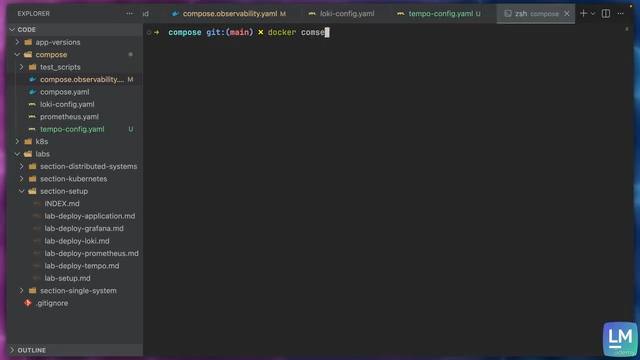 EXPLORER
nd
compose.observability.yaml M
loki-config.yaml
tempo-config.yaml U
zsh compose
CODE
app-versions
compose
test_scripts
compose.observability.... M
compose.yaml
loki-config.yaml
prometheus.yaml
tempo-config.yaml U
k8s
labs
section-distributed-systems
section-kubernetes
section-setup
INDEX.md
lab-deploy-application.md
lab-deploy-grafana.md
lab-deploy-loki.md
lab-deploy-prometheus.md
lab-deploy-tempo.md
lab-setup.md
section-single-system
.gitignore
OUTLINE
compose git:(main) × docker comse
LM